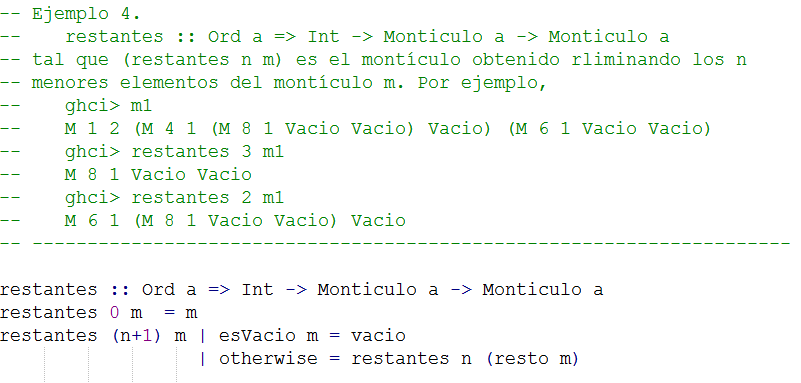 -- Ejemplo 4.
--    restantes :: Ord a => Int -> Monticulo a -> Monticulo a
-- tal que (restantes n m) es el montículo obtenido rliminando los n
-- menores elementos del montículo m. Por ejemplo,
--    ghci> m1
--    M 1 2 (M 4 1 (M 8 1 Vacio Vacio) Vacio) (M 6 1 Vacio Vacio)
--    ghci> restantes 3 m1
--    M 8 1 Vacio Vacio
--    ghci> restantes 2 m1
--    M 6 1 (M 8 1 Vacio Vacio) Vacio
-- ---------------------------------------------------------------------
restantes :: Ord a => Int -> Monticulo a -> Monticulo a
restantes 0 m  = m
restantes (n+1) m | esVacio m = vacio
                  | otherwise = restantes n (resto m)